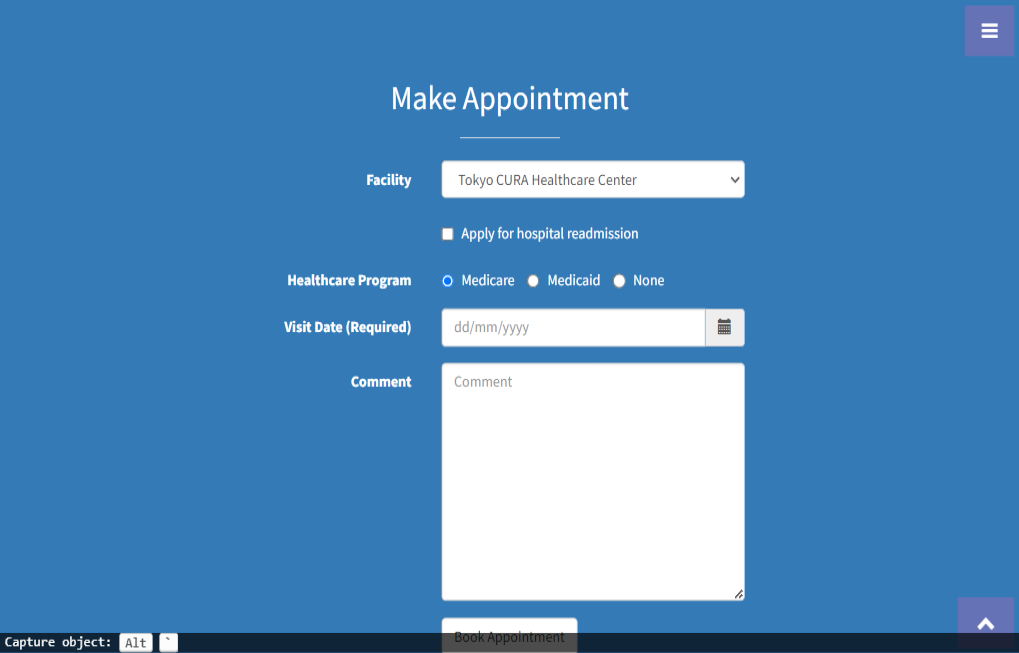 Make Appointment
Facility
Tokyo CURA Healthcare Center
Apply for hospital readmission
Healthcare Program
Medicare Medicaid None
Visit Date (Required)
dd/mm/yyyy
Comment
Comment
Book Appointment
Capture object: Alt `